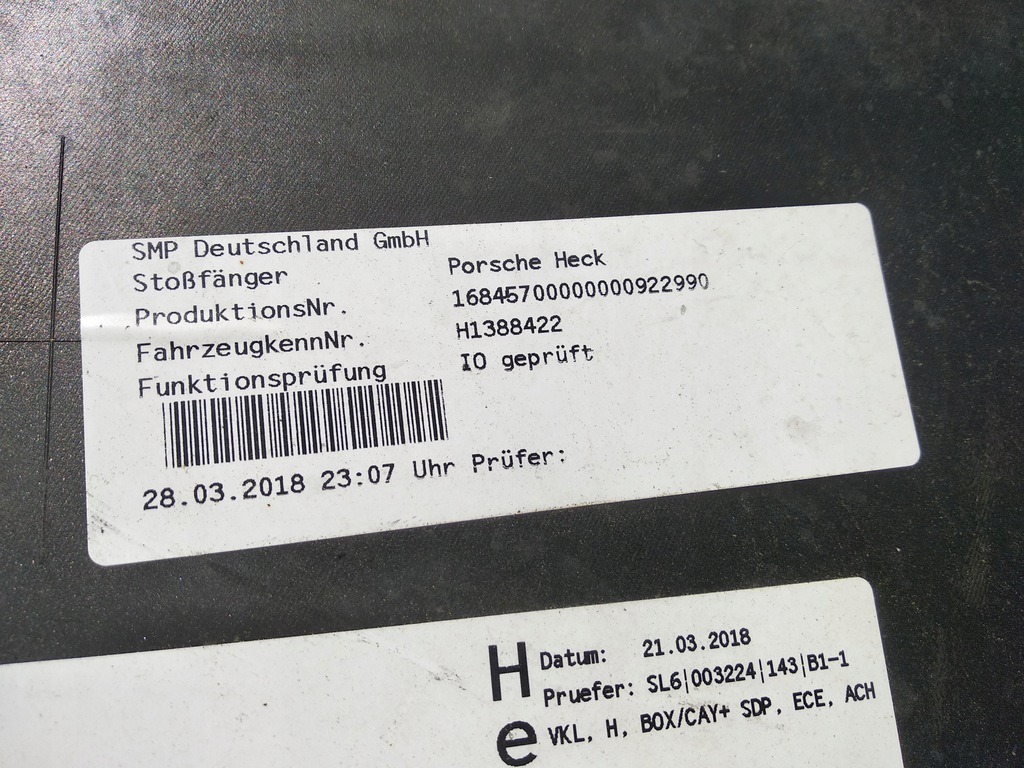 SMP Deutschland GmbH
Stoßfänger Porsche Heck
ProduktionsNr. 16845700000000922990
FahrzeugkennNr. H1388422
Funktionsprüfung IO geprüft
28.03.2018 23:07 Uhr Prüfer:
H Datum: 21.03.2018
Pruefer: SL6|003224|143|B1-1
e VKL, H, BOX/CAY+ SDP, ECE, ACH